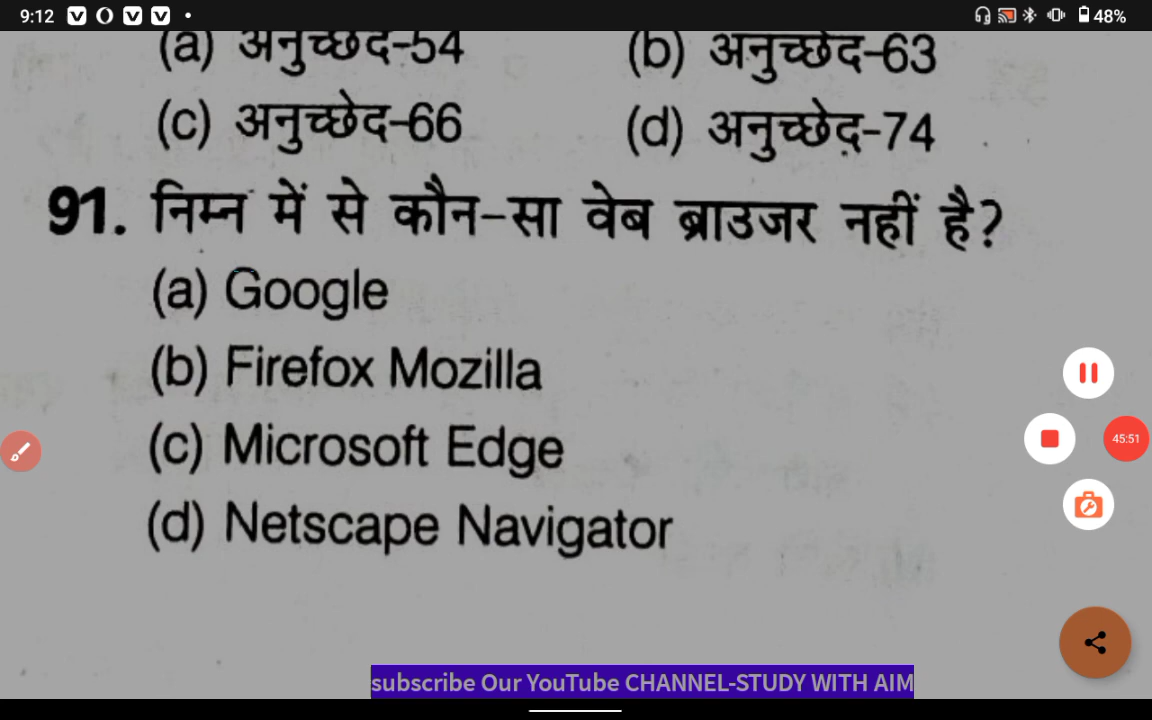 9:12
48%
(a) अनुच्छेद-54 (b) अनुच्छेद-63
(c) अनुच्छेद-66 (d) अनुच्छेद-74
91. निम्न में से कौन-सा वेब ब्राउजर नहीं है?
(a) Google
(b) Firefox Mozilla
(c) Microsoft Edge
45:51
(d) Netscape Navigator
subscribe Our YouTube CHANNEL-STUDY WITH AIM